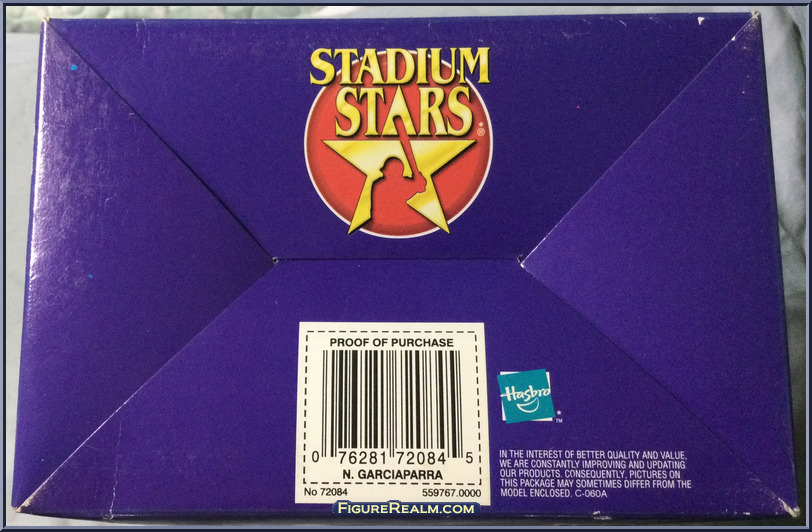 STADIUM
STARS
®
PROOF OF PURCHASE
0 76281 72084 5
N. GARCIAPARRA
No 72084 559767.0000
Hasbro
TM
IN THE INTEREST OF BETTER QUALITY AND VALUE,
WE ARE CONSTANTLY IMPROVING AND UPDATING
OUR PRODUCTS. CONSEQUENTLY, PICTURES ON
THIS PACKAGE MAY SOMETIMES DIFFER FROM THE
MODEL ENCLOSED. C-060A
FIGUREREALM.COM